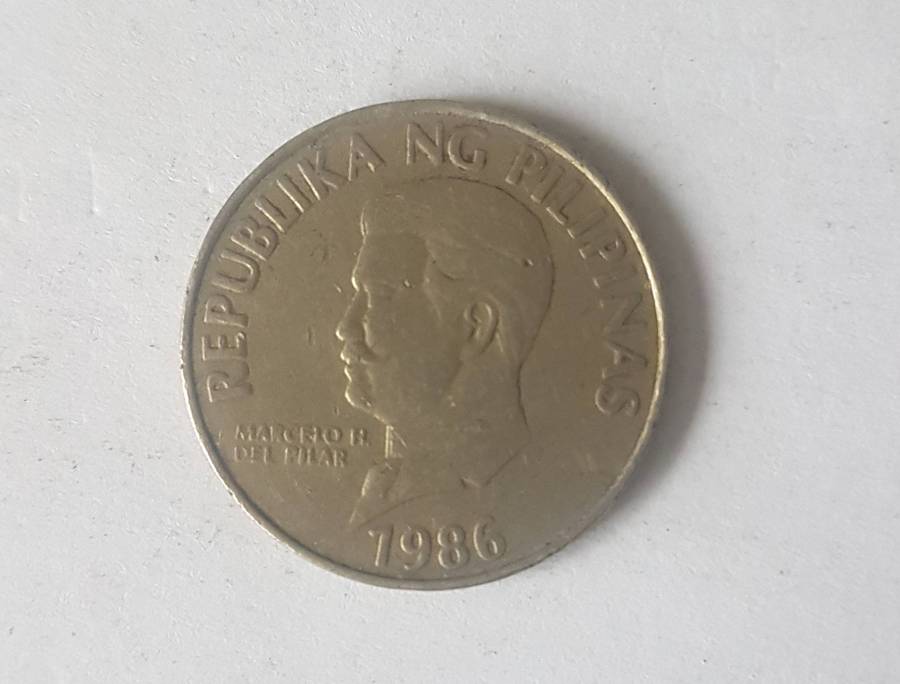 REPUBLIKA NG PILIPINAS
MARCELO H.
DEL PILAR
1986